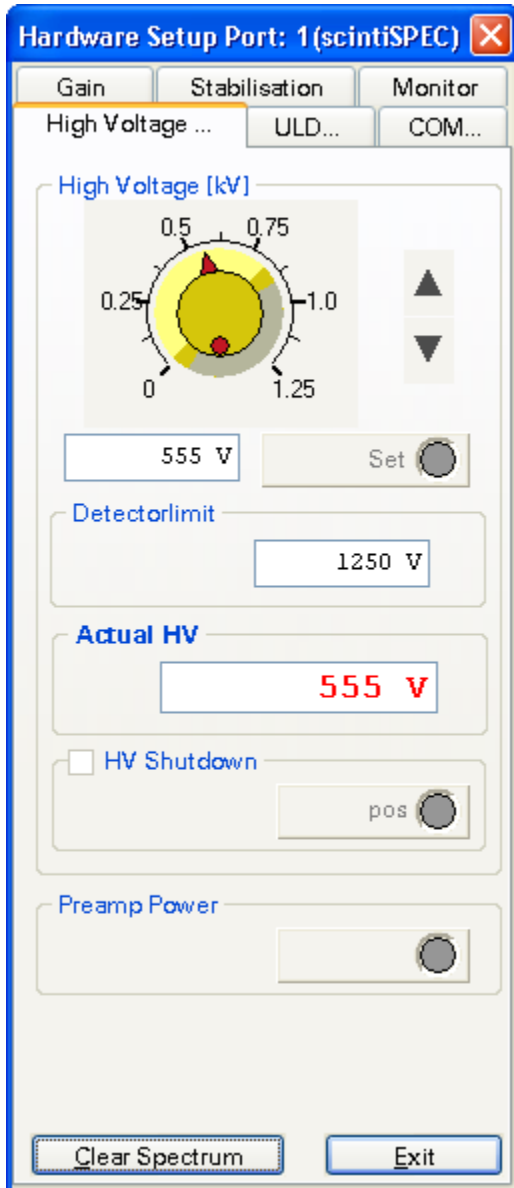 Hardware Setup Port: 1(scintiSPEC)
Gain Stabilisation Monitor
High Voltage ... ULD... COM...
High Voltage [kV]
0.5 0.75
0.25 1.0
0 1.25
555 V Set
Detectorlimit
1250 V
Actual HV
555 V
HV Shutdown
pos
Preamp Power
Clear Spectrum Exit